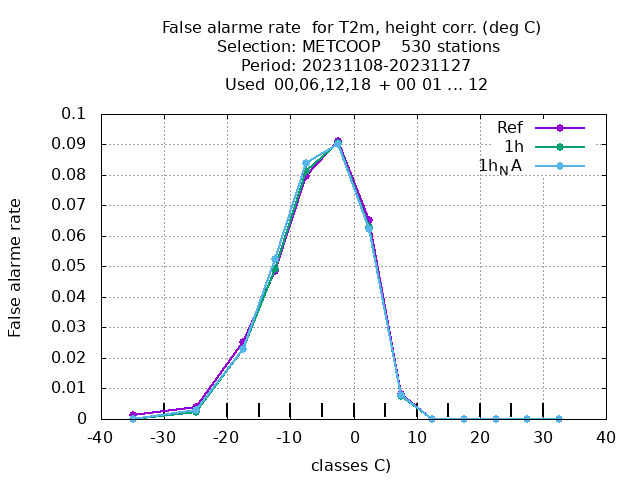 False alarme rate  for T2m, height corr. (deg C)
Selection: METCOOP    530 stations
Period: 20231108-20231127
Used  00,06,12,18  + 00 01 ... 12
Ref
1h
1h_N A
False alarme rate
0.1
0.09
0.08
0.07
0.06
0.05
0.04
0.03
0.02
0.01
0
-40 -30 -20 -10 0 10 20 30 40
classes C)